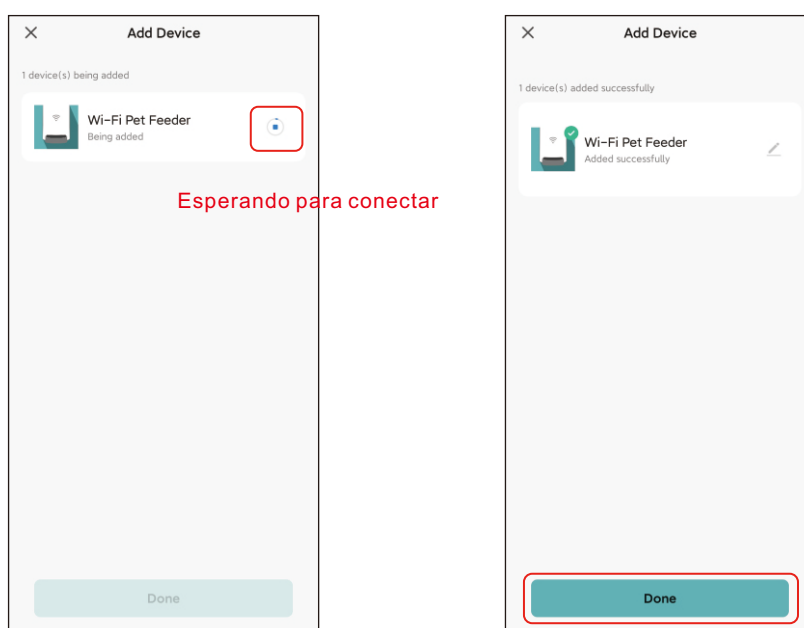 Add Device
1 device(s) being added
Wi-Fi Pet Feeder
Being added
Esperando para conectar
Done
Add Device
1 device(s) added successfully
Wi-Fi Pet Feeder
Added successfully
Done